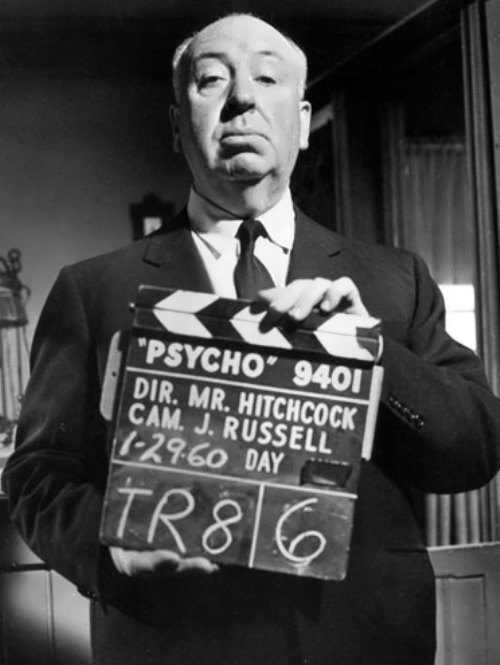 "PSYCHO" 9401
DIR. MR. HITCHCOCK
CAM. J. RUSSELL
1-29-60 DAY
TR8 6